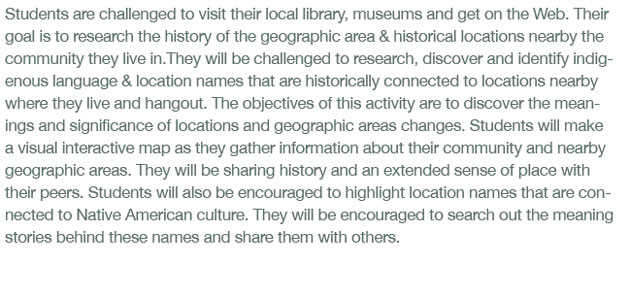 Students are challenged to visit their local library, museums and get on the Web. Their
goal is to research the history of the geographic area & historical locations nearby the
community they live in.They will be challenged to research, discover and identify indig-
enous language & location names that are historically connected to locations nearby
where they live and hangout. The objectives of this activity are to discover the mean-
ings and significance of locations and geographic areas changes. Students will make
a visual interactive map as they gather information about their community and nearby
geographic areas. They will be sharing history and an extended sense of place with
their peers. Students will also be encouraged to highlight location names that are con-
nected to Native American culture. They will be encouraged to search out the meaning
stories behind these names and share them with others.